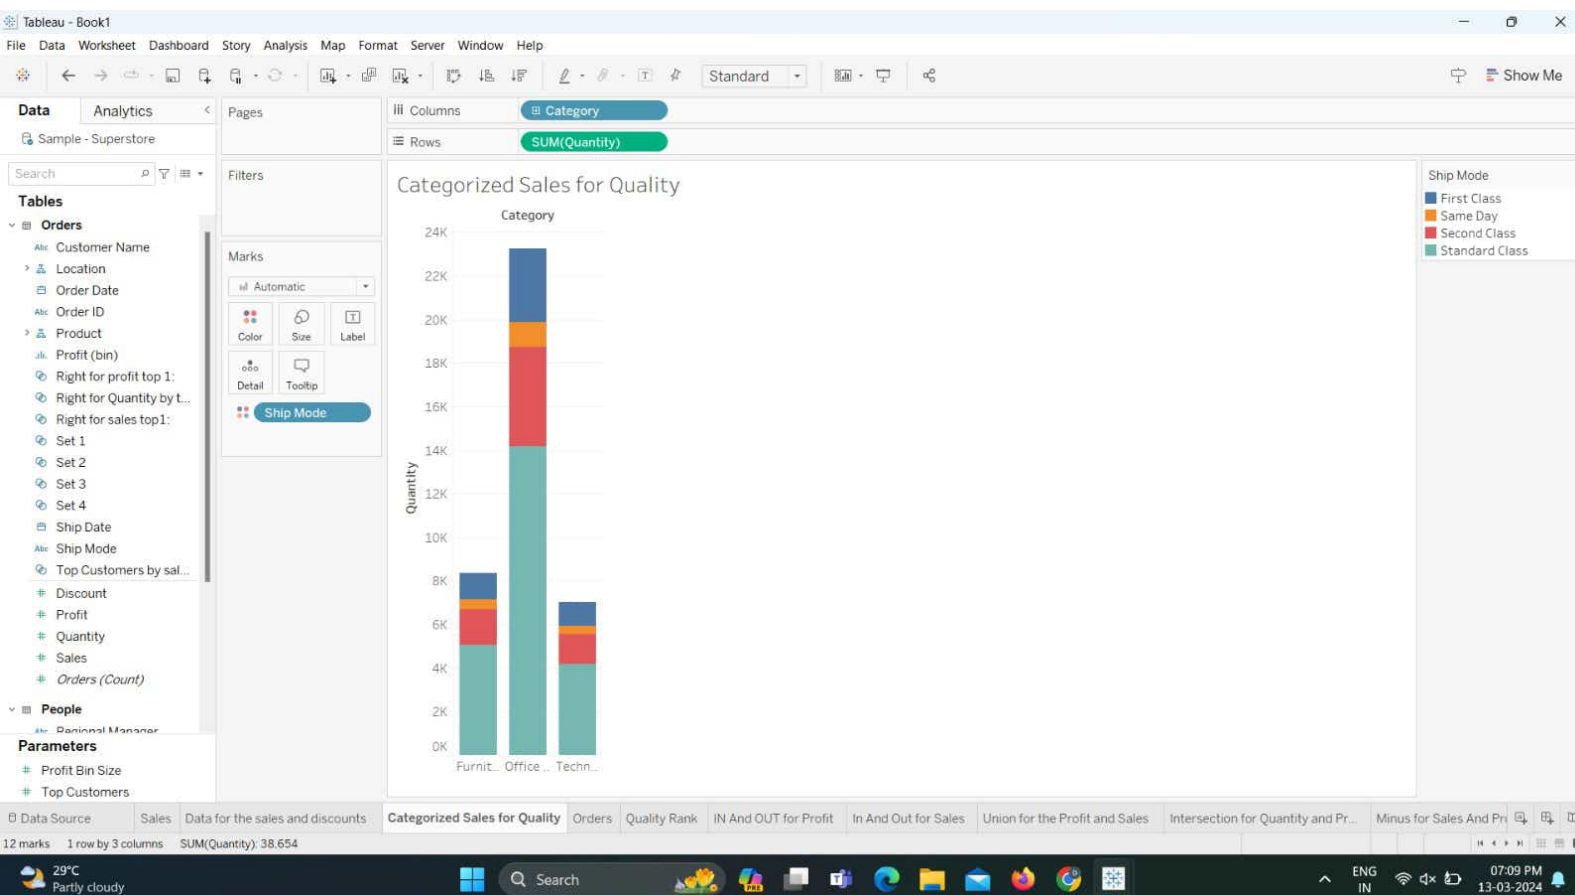 Tableau - Book1
File Data Worksheet Dashboard Story Analysis Map Format Server Window Help
Standard
Show Me
Data Analytics
Sample - Superstore
Search
Tables
Orders
Abc Customer Name
Location
Order Date
Abc Order ID
Product
Profit (bin)
Right for profit top 1:
Right for Quantity by t...
Right for sales top1:
Set 1
Set 2
Set 3
Set 4
Ship Date
Abc Ship Mode
Top Customers by sal...
# Discount
# Profit
# Quantity
# Sales
# Orders (Count)
People
Abc Regional Manager
Parameters
# Profit Bin Size
# Top Customers
Pages
Filters
Marks
Automatic
Color Size Label
Detail Tooltip
Ship Mode
Columns Category
Rows SUM(Quantity)
Categorized Sales for Quality
Category
24K
22K
20K
18K
16K
14K
12K
10K
8K
6K
4K
2K
0K
Quantity
Furnit... Office ... Techn...
Ship Mode
First Class
Same Day
Second Class
Standard Class
Data Source Sales Data for the sales and discounts Categorized Sales for Quality Orders Quality Rank IN And OUT for Profit In And Out for Sales Union for the Profit and Sales Intersection for Quantity and Pr... Minus for Sales And Pr
12 marks 1 row by 3 columns SUM(Quantity): 38,654
29°C
Partly cloudy
Search
PRE
ENG
IN
07:09 PM
13-03-2024